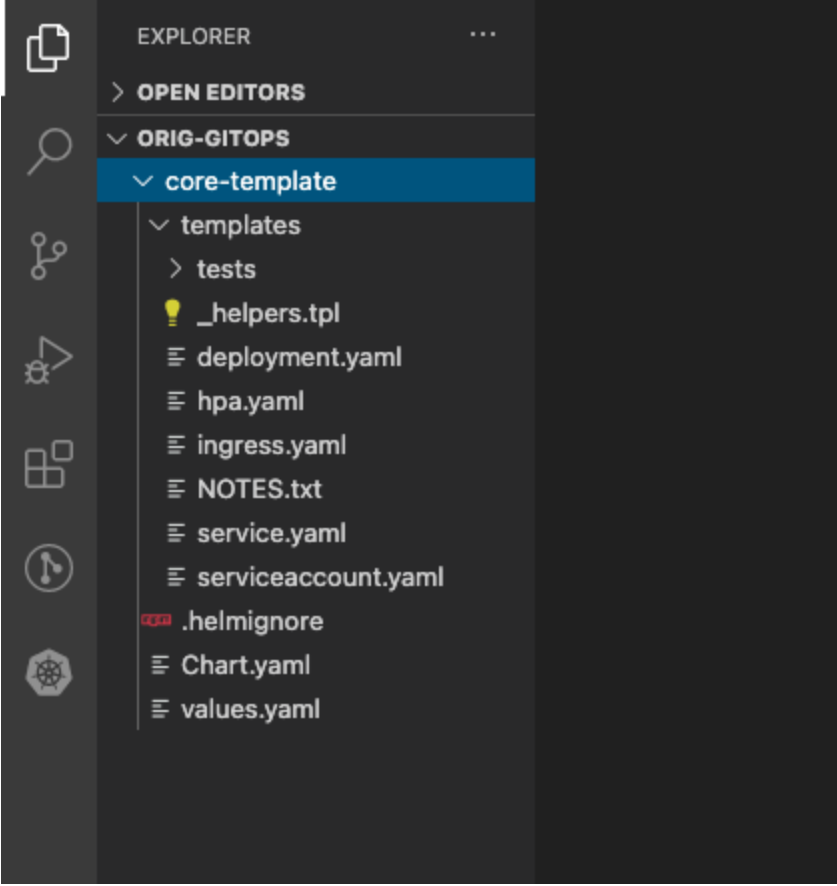 EXPLORER
OPEN EDITORS
ORIG-GITOPS
core-template
templates
tests
_helpers.tpl
deployment.yaml
hpa.yaml
ingress.yaml
NOTES.txt
service.yaml
serviceaccount.yaml
.helmignore
Chart.yaml
values.yaml